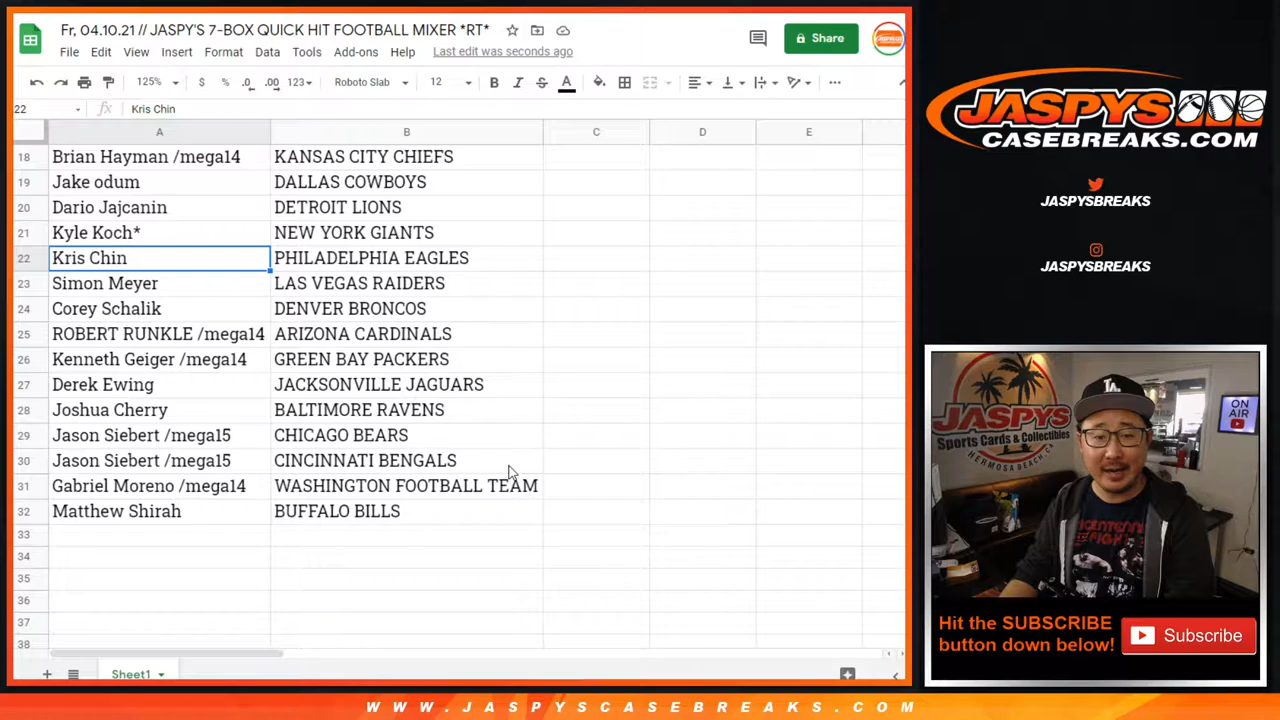 Fr, 04.10.21 // JASPY'S 7-BOX QUICK HIT FOOTBALL MIXER *RT*
File Edit View Insert Format Data Tools Add-ons Help Last edit was seconds ago
Share
125% $ % .0 .00 123 Roboto Slab 12 B I S A
22 fx Kris Chin
A B C D E
18 Brian Hayman /mega14 KANSAS CITY CHIEFS
19 Jake odum DALLAS COWBOYS
20 Dario Jajcanin DETROIT LIONS
21 Kyle Koch* NEW YORK GIANTS
22 Kris Chin PHILADELPHIA EAGLES
23 Simon Meyer LAS VEGAS RAIDERS
24 Corey Schalik DENVER BRONCOS
25 ROBERT RUNKLE /mega14 ARIZONA CARDINALS
26 Kenneth Geiger /mega14 GREEN BAY PACKERS
27 Derek Ewing JACKSONVILLE JAGUARS
28 Joshua Cherry BALTIMORE RAVENS
29 Jason Siebert /mega15 CHICAGO BEARS
30 Jason Siebert /mega15 CINCINNATI BENGALS
31 Gabriel Moreno /mega14 WASHINGTON FOOTBALL TEAM
32 Matthew Shirah BUFFALO BILLS
33
34
35
36
37
38
Sheet1
JASPYS
CASEBREAKS.COM
JASPYSBREAKS
JASPYSBREAKS
JASPYS
Sports Cards & Collectibles
HERMOSA BEACH, CA
LA
ON
AIR
Hit the SUBSCRIBE
button down below!
Subscribe
WWW.JASPYSCASEBREAKS.COM